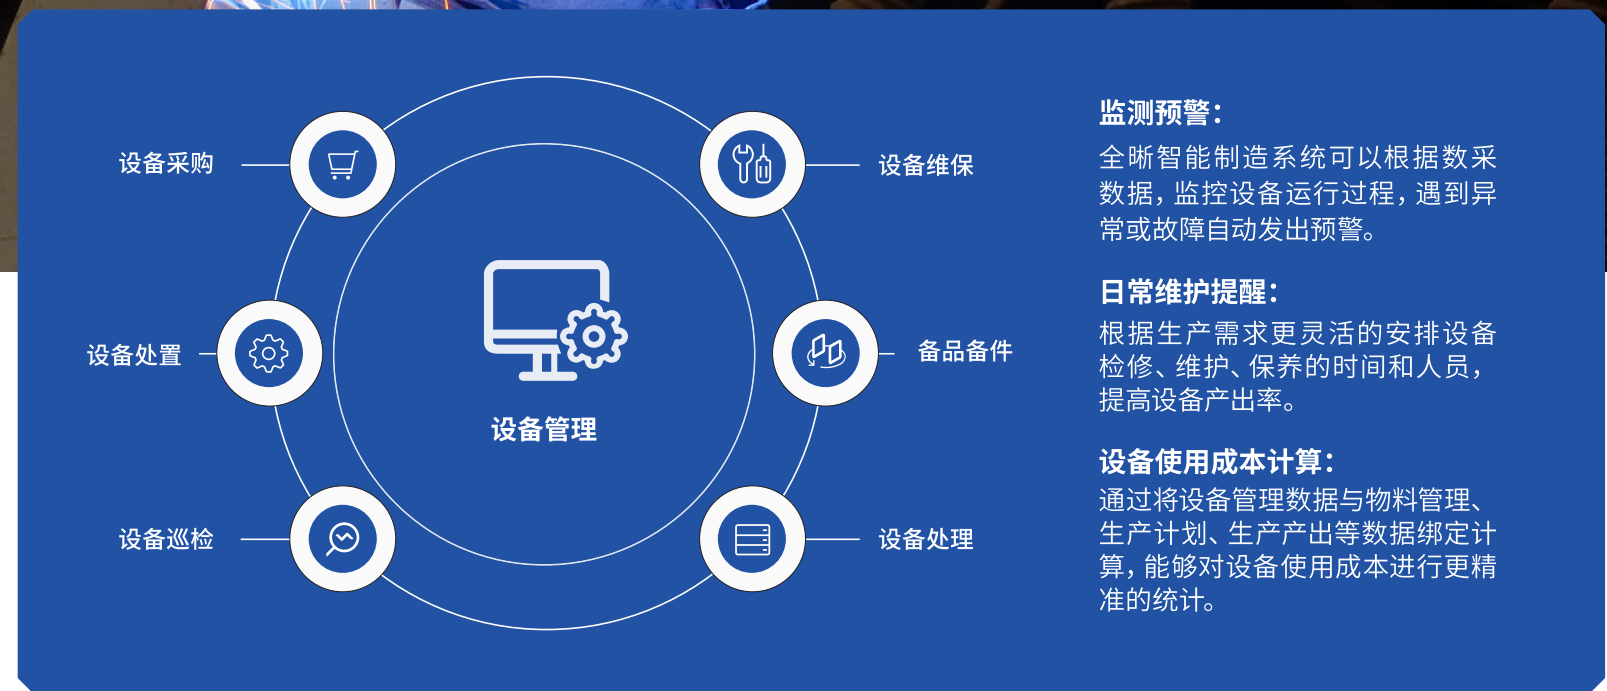 设备采购
设备维保
设备处置
备品备件
设备管理
设备巡检
设备处理
监测预警：
全晰智能制造系统可以根据数采
数据，监控设备运行过程，遇到异
常或故障自动发出预警。
日常维护提醒：
根据生产需求更灵活的安排设备
检修、维护、保养的时间和人员，
提高设备产出率。
设备使用成本计算：
通过将设备管理数据与物料管理、
生产计划、生产产出等数据绑定计
算，能够对设备使用成本进行更精
准的统计。